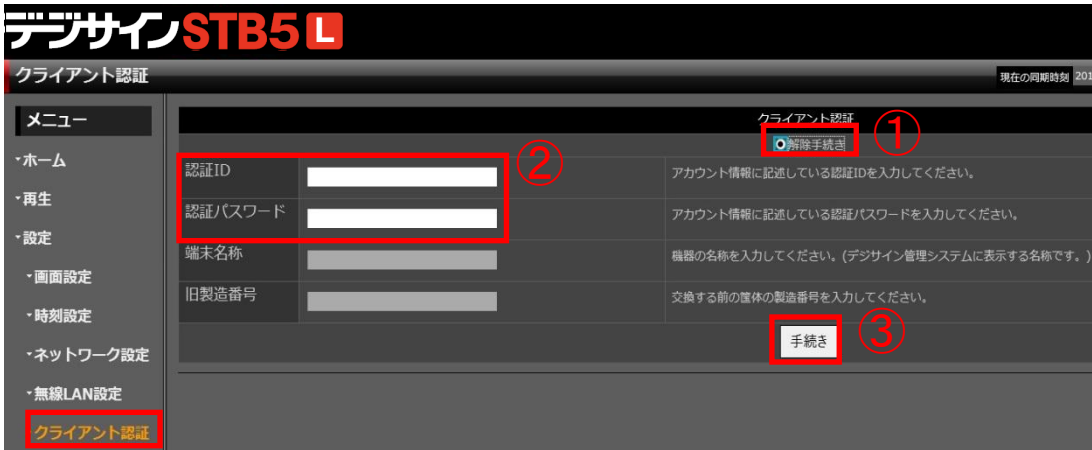 デジサインSTB5 L
クライアント認証
現在の同期時刻 201
メニュー
ホーム
再生
設定
画面設定
時刻設定
ネットワーク設定
無線LAN設定
クライアント認証
クライアント認証
①
解除手続き
②
認証ID
アカウント情報に記述している認証IDを入力してください。
認証パスワード
アカウント情報に記述している認証パスワードを入力してください。
端末名称
機器の名称を入力してください。(デジサイン管理システムに表示する名称です。)
旧製造番号
交換する前の筐体の製造番号を入力してください。
手続き
③